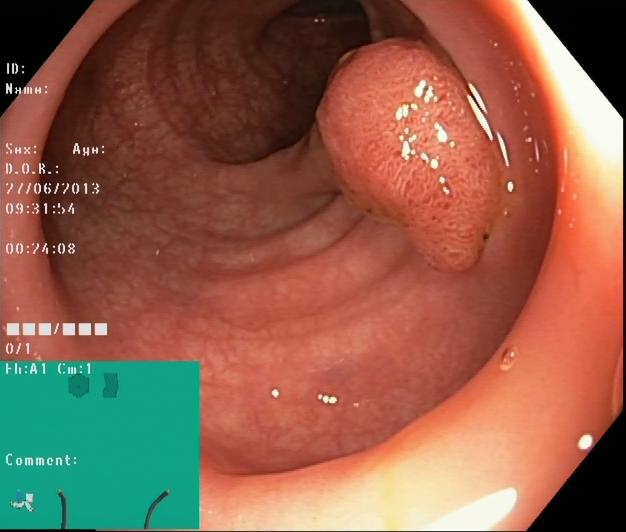 ID:
Name:
Sex: Age:
D.O.R.:
27/06/2013
09:31:54
00:24:08
0/1
Eh:A1 Cm:1
Comment: